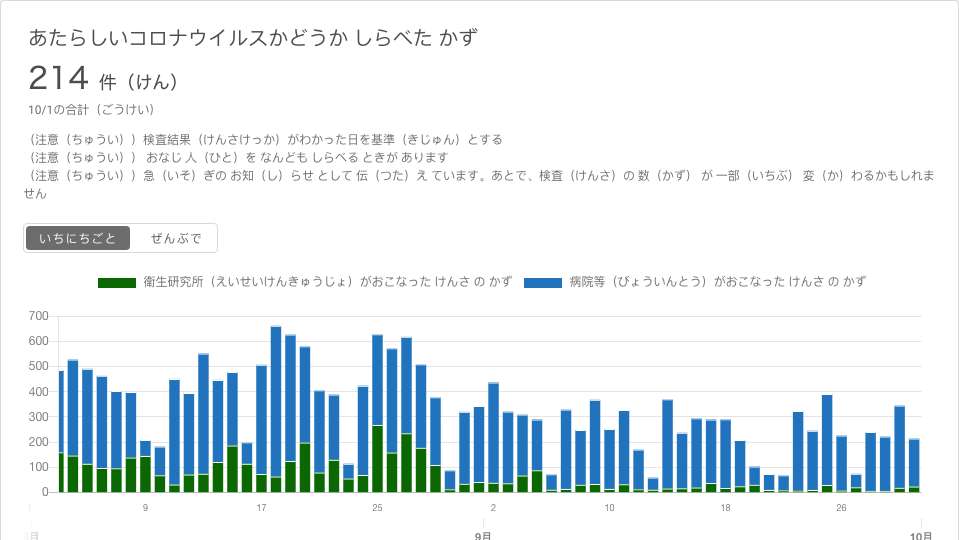 あたらしいコロナウイルスかどうか しらべた かず
214 件（けん）
10/1の合計（ごうけい）
（注意（ちゅうい））検査結果（けんさけっか）がわかった日を基準（きじゅん）とする
（注意（ちゅうい）） おなじ 人（ひと）を なんども しらべる ときが あります
（注意（ちゅうい））急（いそ）ぎの お知（し）らせ として 伝（つた）え ています。あとで、検査（けんさ）の 数（かず） が 一部（いちぶ） 変（か）わるかもしれま
せん
いちにちごと ぜんぶで
衛生研究所（えいせいけんきゅうじょ）がおこなった けんさ の かず 病院等（びょういんとう）がおこなった けんさ の かず
700
600
500
400
300
200
100
0
1 9 17 25 2 10 18 26
月 9月 10月